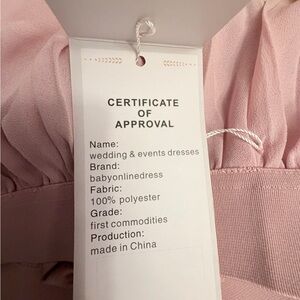 CERTIFICATE
OF
APPROVAL
Name:
wedding & events dresses
Brand:
babyonlinedress
Fabric:
100% polyester
Grade:
first commodities
Production:
made in China